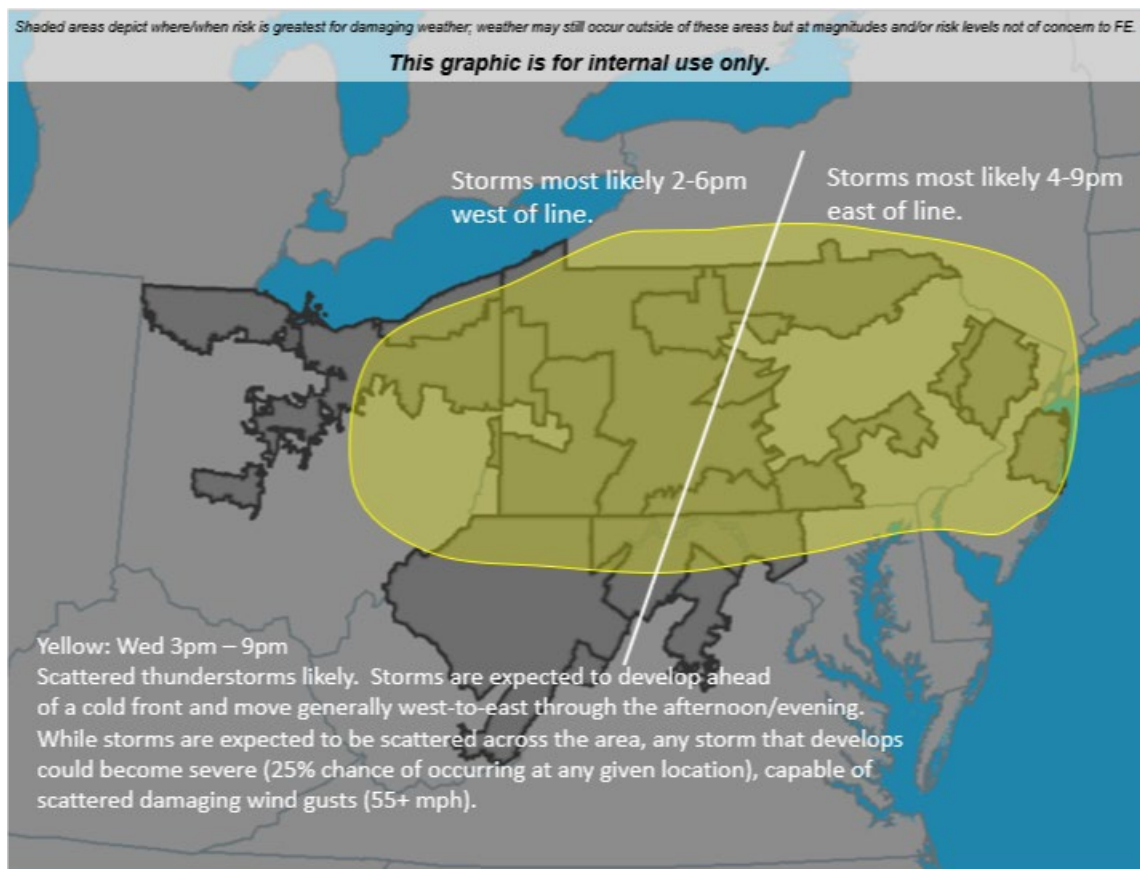 Shaded areas depict where/when risk is greatest for damaging weather; weather may still occur outside of these areas but at magnitudes and/or risk levels not of concern to FE.
This graphic is for internal use only.
Storms most likely 2-6pm
west of line.
Storms most likely 4-9pm
east of line.
Yellow: Wed 3pm – 9pm
Scattered thunderstorms likely.  Storms are expected to develop ahead
of a cold front and move generally west-to-east through the afternoon/evening.
While storms are expected to be scattered across the area, any storm that develops
could become severe (25% chance of occurring at any given location), capable of
scattered damaging wind gusts (55+ mph).